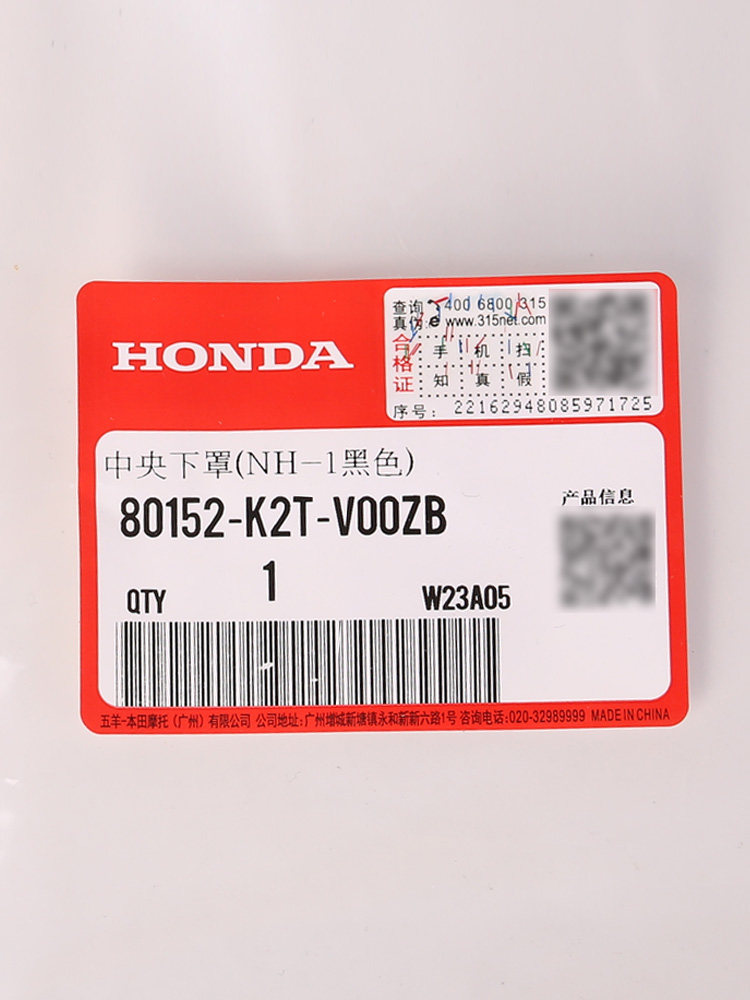 HONDA
查询 400 6800 315
真伪:e www.315net.com
合格证
手机扫
知真假
序号: 2216294808597​1725
中央下罩(NH-1黑色)
80152-K2T-V00ZB
产品信息
QTY 1 W23A05
五羊-本田摩托(广州)有限公司 公司地址:广州增城新塘镇永和新新六路1号 咨询电话:020-32989999 MADE IN CHINA